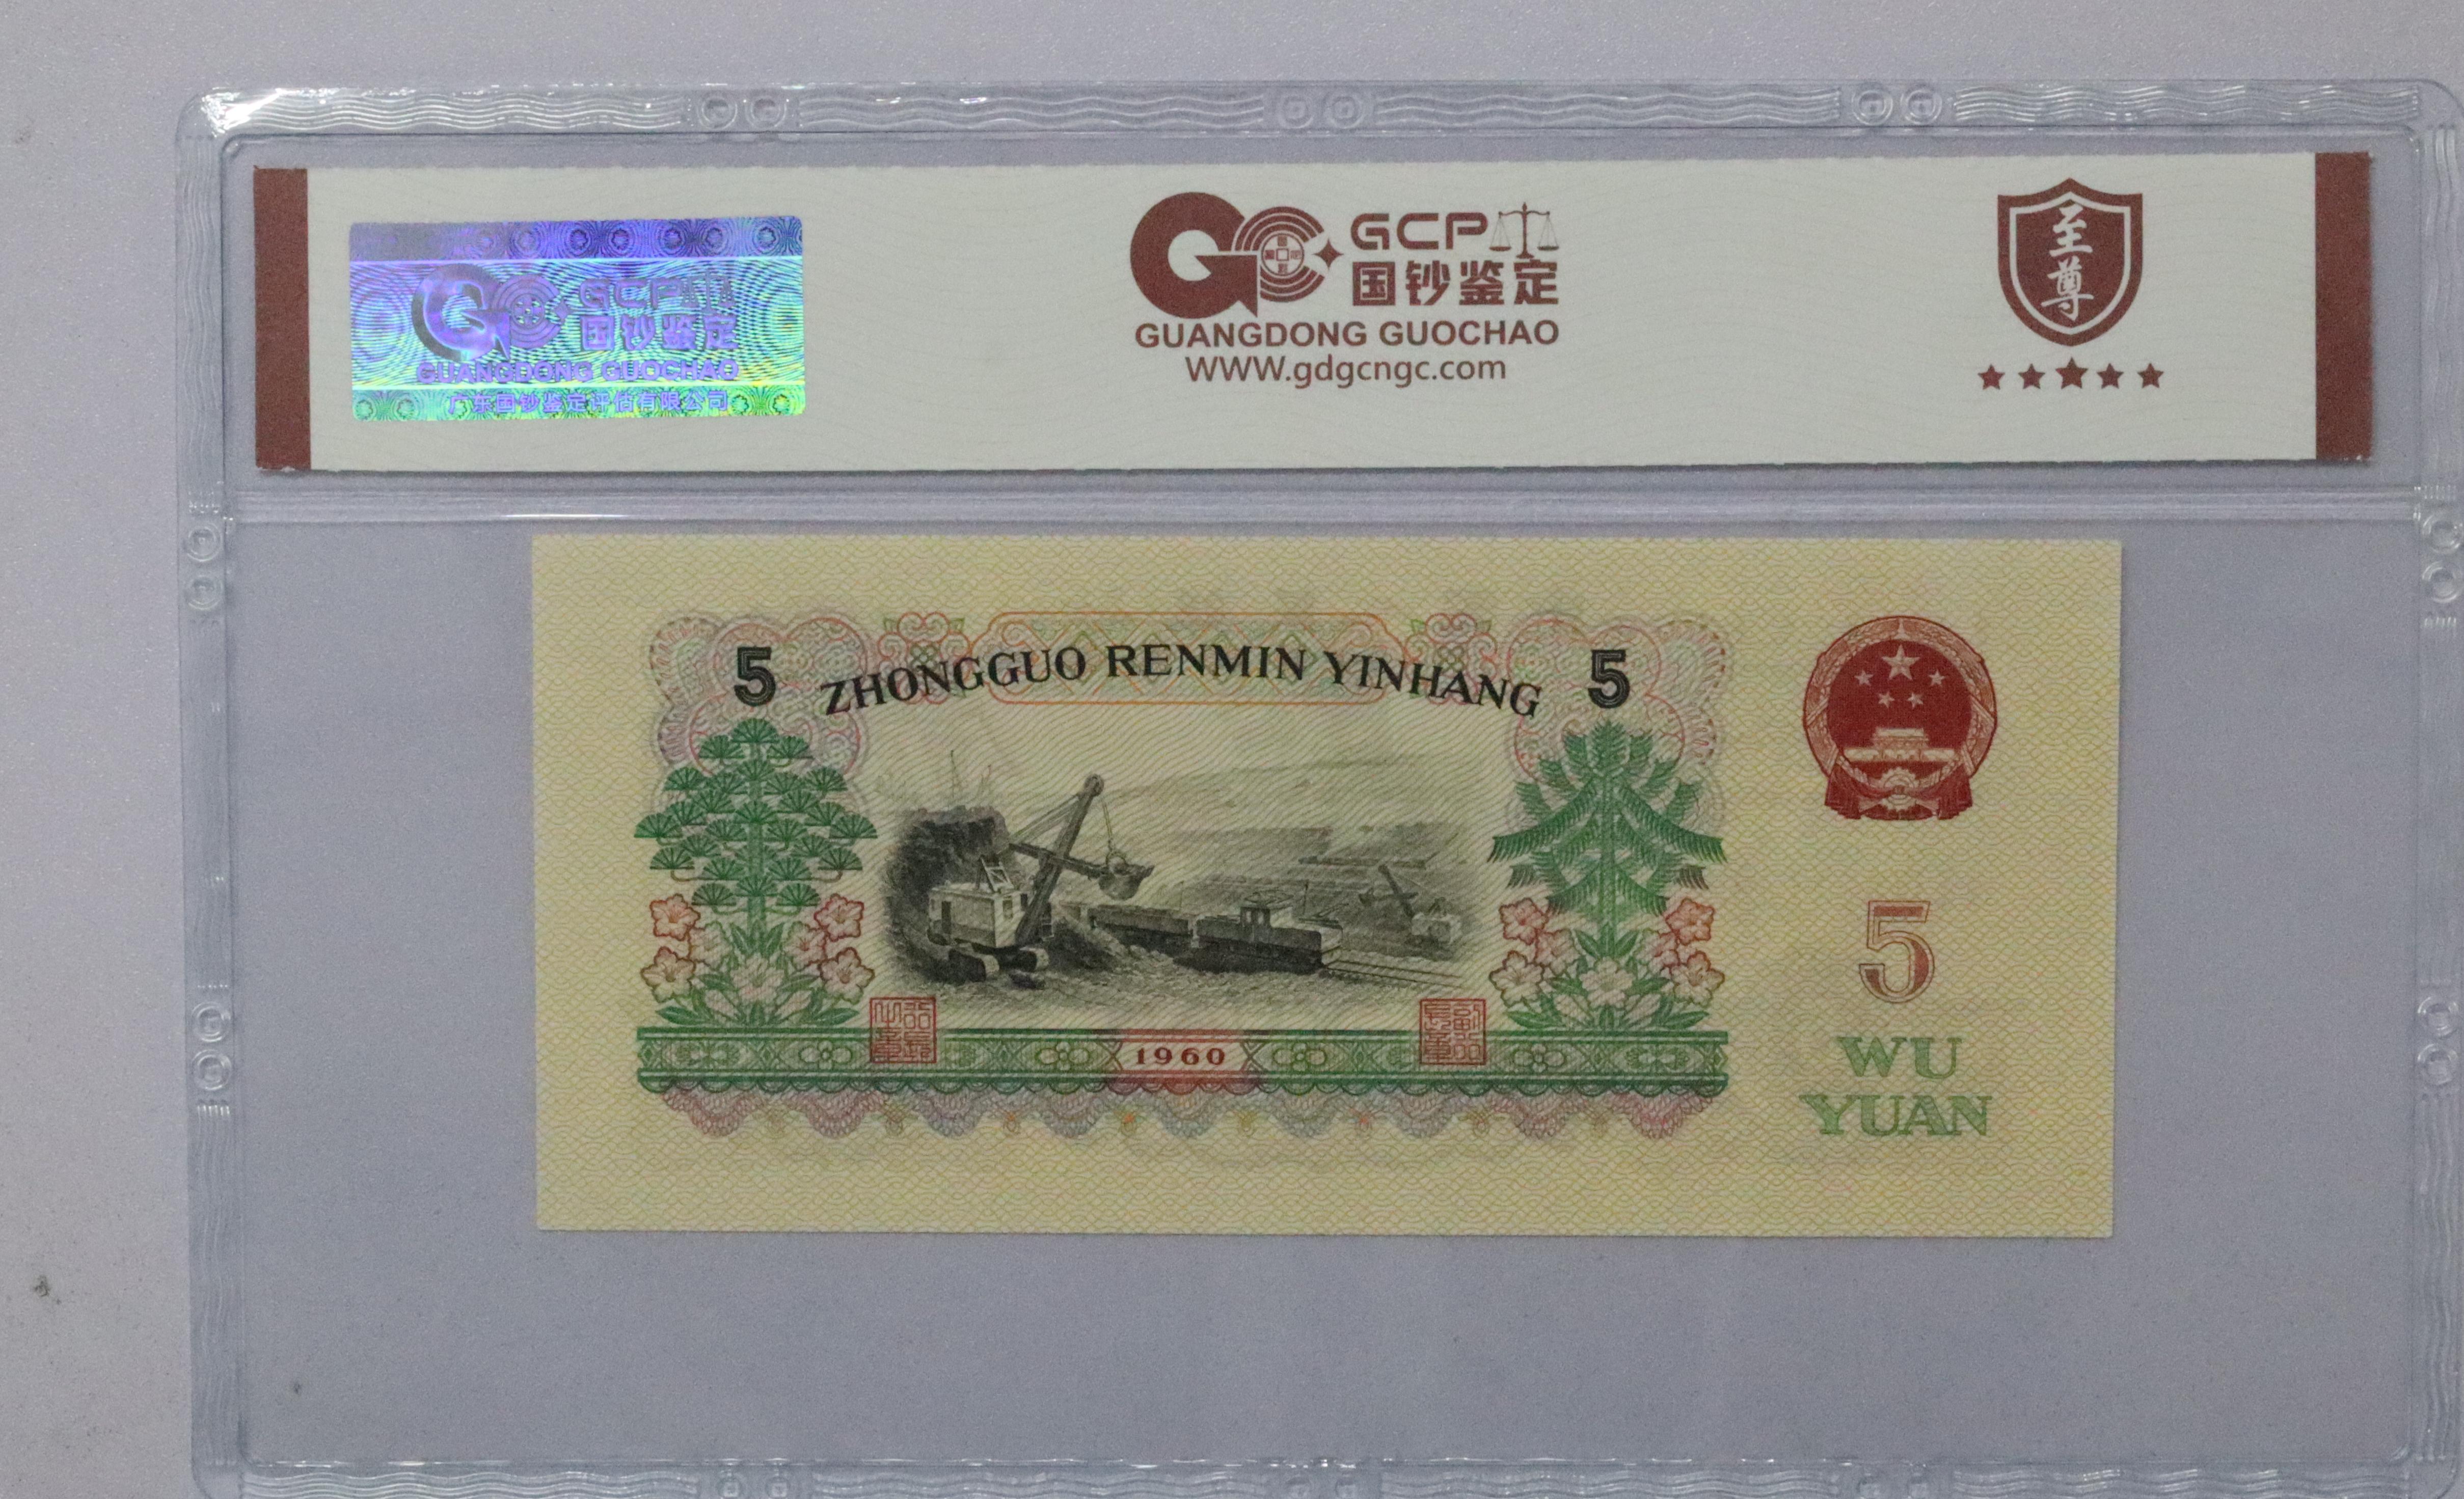 GCP
国钞鉴定
GUANGDONG GUOCHAO
广东国钞鉴定评估有限公司
GCP
国钞鉴定
GUANGDONG GUOCHAO
WWW.gdgcngc.com
至尊
5 ZHONGGUO RENMIN YINHANG 5
1960
5
WU
YUAN